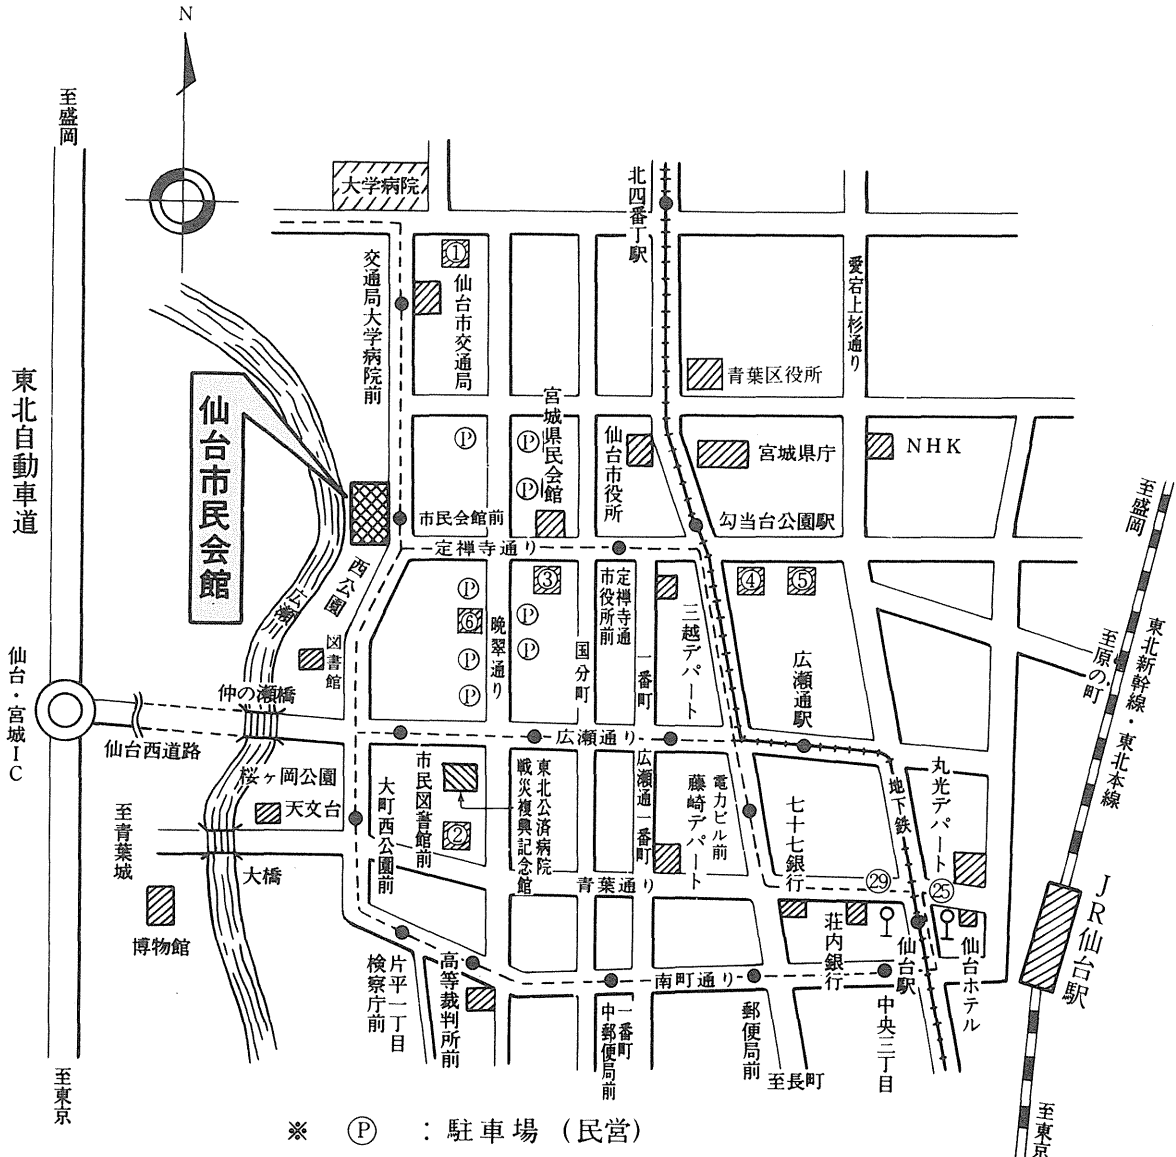 N
至盛岡
大学病院
北四番丁駅
①
交通局大学病院前
仙台市交通局
愛宕上杉通り
青葉区役所
東北自動車道
仙台市民会館
Ⓟ
Ⓟ
Ⓟ
宮城県民会館
仙台市役所
宮城県庁
NHK
至盛岡
市民会館前
勾当台公園駅
定禅寺通り
西公園
広瀬
Ⓟ
③
④
⑤
⑥
Ⓟ
Ⓟ
Ⓟ
Ⓟ
晩翠通り
国分町
定禅寺通
市役所前
一番町
三越デパート
広瀬通駅
至原の町
東北新幹線・東北本線
図書館
仲の瀬橋
仙台・宮城IC
仙台西道路
広瀬通り
桜ヶ岡公園
天文台
至青葉城
大橋
博物館
大町西公園前
市民図書館前
②
東北公済病院
戦災複興記念館
広瀬通一番町
藤崎デパート
電力ビル前
七十七銀行
地下鉄
丸光デパート
青葉通り
㉙
㉕
荘内銀行
仙台駅
仙台ホテル
JR仙台駅
片平一丁目
検察庁前
高等裁判所前
南町通り
一番町
中郵便局前
郵便局前
至長町
中央三丁目
至東京
至東京
※ Ⓟ :駐車場 (民営)